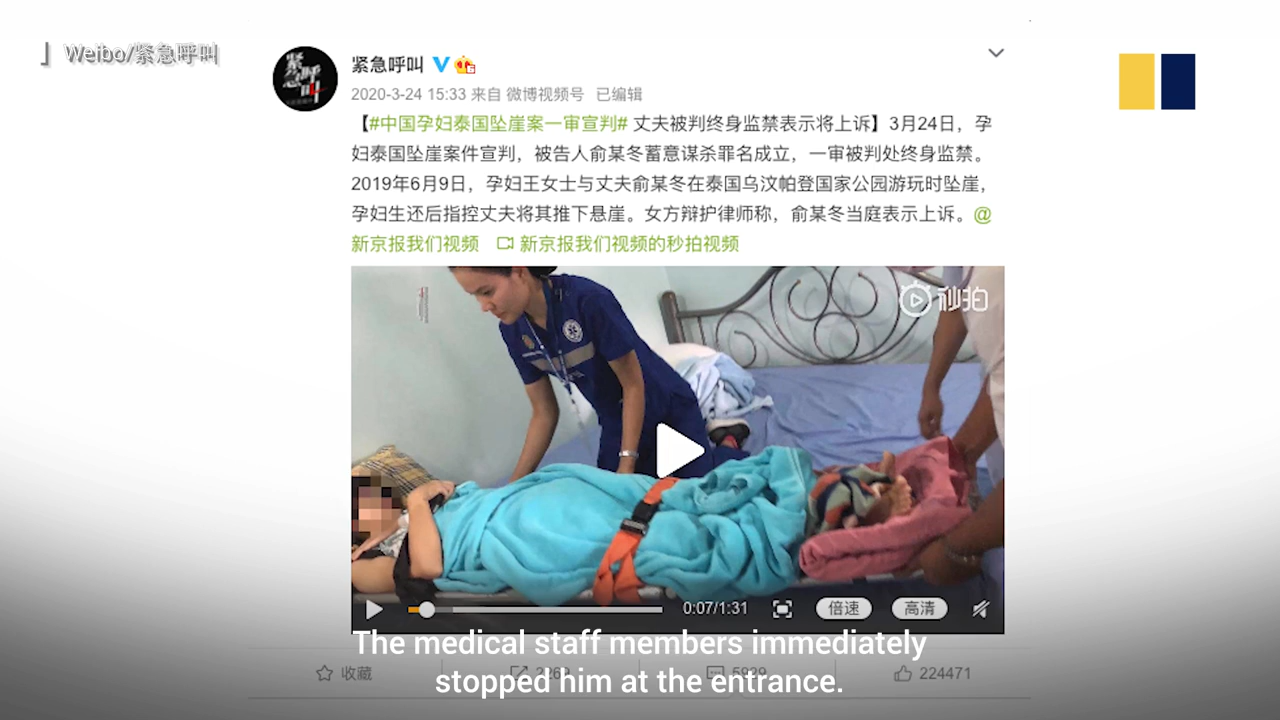 Weibo/紧急呼叫
紧急呼叫
2020-3-24 15:33 来自 微博视频号 已编辑
【#中国孕妇泰国坠崖案一审宣判# 丈夫被判终身监禁表示将上诉】3月24日，孕
妇泰国坠崖案件宣判，被告人俞某冬蓄意谋杀罪名成立，一审被判处终身监禁。
2019年6月9日，孕妇王女士与丈夫俞某冬在泰国乌汶帕登国家公园游玩时坠崖，
孕妇生还后指控丈夫将其推下悬崖。女方辩护律师称，俞某冬当庭表示上诉。@
新京报我们视频 新京报我们视频的秒拍视频
秒拍
0:07/1:31 倍速 高清
The medical staff members immediately
stopped him at the entrance.
收藏 224471